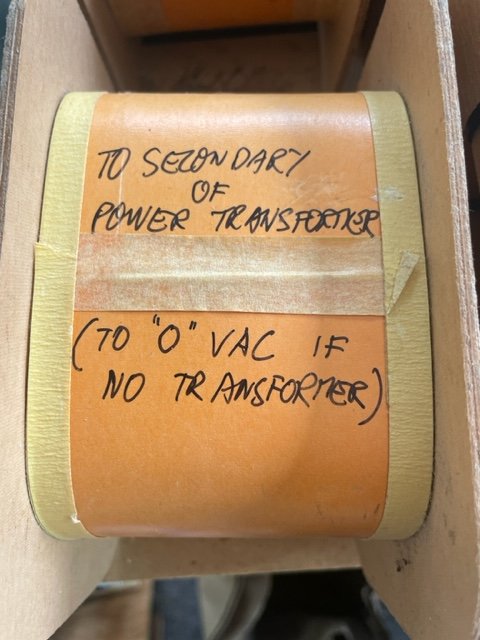 TO SECONDARY
OF
POWER TRANSFORMER
(TO "O" VAC IF
NO TRANSFORMER)